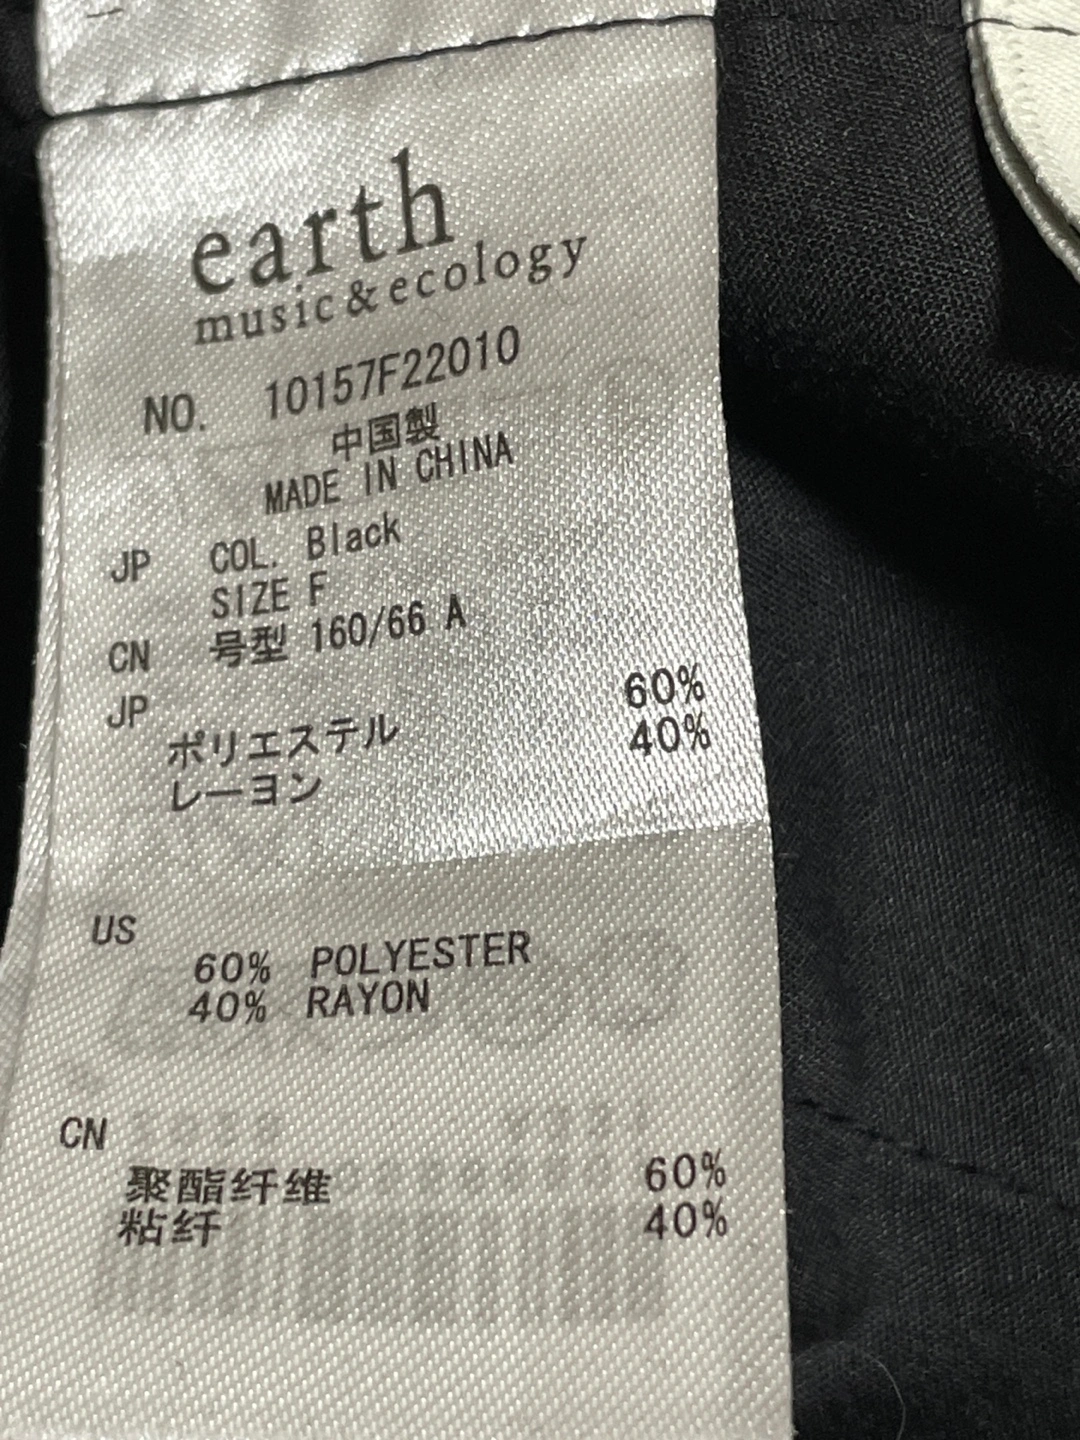 earth
music&ecology
NO. 10157F22010
中国製
MADE IN CHINA
JP COL. Black
SIZE F
CN 号型 160/66 A
JP
ポリエステル 60%
レーヨン 40%
US
60% POLYESTER
40% RAYON
CN
聚酯纤维 60%
粘纤 40%